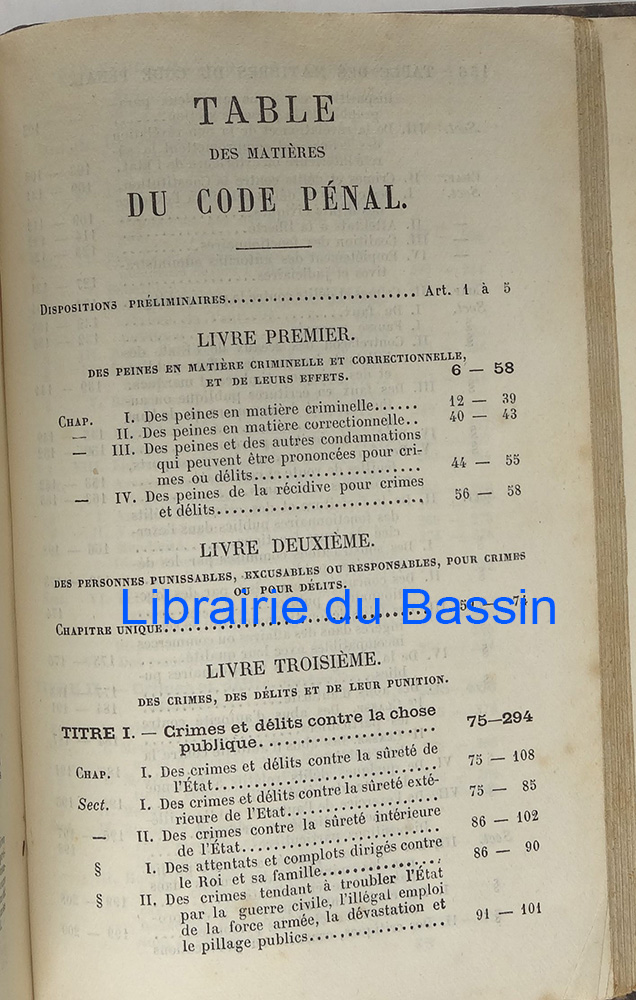 TABLE
DES MATIÈRES
DU CODE PÉNAL.
DISPOSITIONS PRÉLIMINAIRES........................ Art. 1 à 5
LIVRE PREMIER.
DES PEINES EN MATIÈRE CRIMINELLE ET CORRECTIONNELLE,
ET DE LEURS EFFETS. 6 — 58
CHAP. I. Des peines en matière criminelle...... 12 — 39
— II. Des peines en matière correctionnelle.. 40 — 43
— III. Des peines et des autres condamnations
qui peuvent être prononcées pour cri-
mes ou délits..................... 44 — 55
— IV. Des peines de la récidive pour crimes
et délits.......................... 56 — 58
LIVRE DEUXIÈME.
DES PERSONNES PUNISSABLES, EXCUSABLES OU RESPONSABLES, POUR CRIMES
OU POUR DÉLITS.
Librairie du Bassin
CHAPITRE UNIQUE.................................. 59 — 74
LIVRE TROISIÈME.
DES CRIMES, DES DÉLITS ET DE LEUR PUNITION.
TITRE I. — Crimes et délits contre la chose
publique..................... 75—294
CHAP. I. Des crimes et délits contre la sûreté de
l'État........................... 75 — 108
Sect. I. Des crimes et délits contre la sûreté exté-
rieure de l'Etat................... 75 — 85
— II. Des crimes contre la sûreté intérieure
de l'État........................ 86 — 102
§ I. Des attentats et complots dirigés contre
le Roi et sa famille............... 86 — 90
§ II. Des crimes tendant à troubler l'État
par la guerre civile, l'illégal emploi
de la force armée, la dévastation et
le pillage publics................. 91 — 101